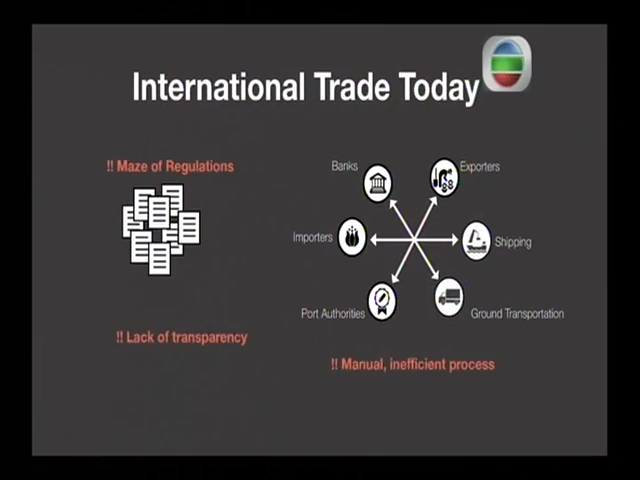 International Trade Today
!! Maze of Regulations
Banks
Exporters
Importers
Shipping
Port Authorities
Ground Transportation
!! Lack of transparency
!! Manual, inefficient process